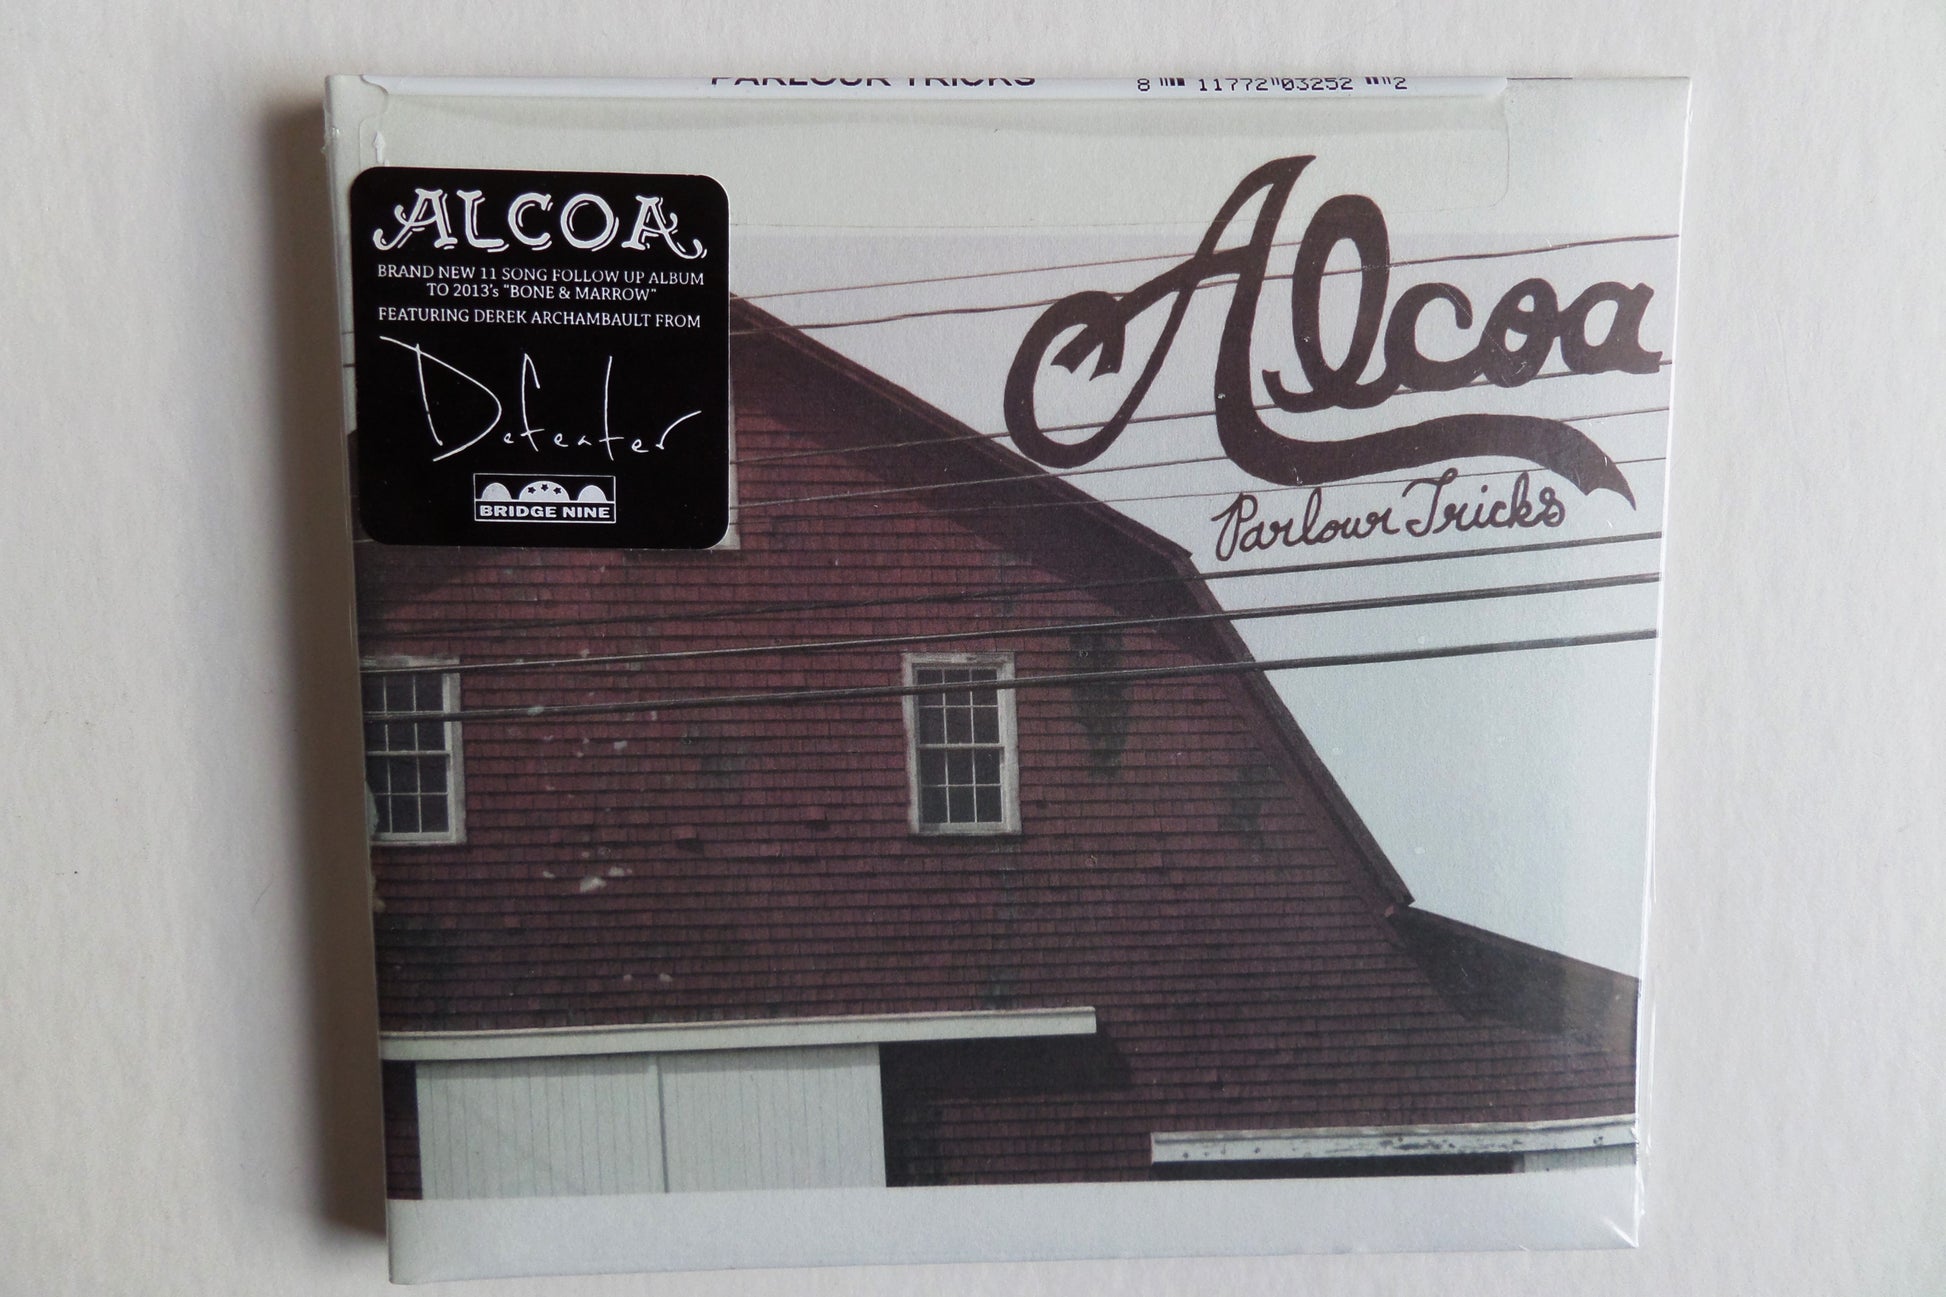 PARLOUR TRICKS 8 11772 03252 2
ALCOA
BRAND NEW 11 SONG FOLLOW UP ALBUM
TO 2013's "BONE & MARROW"
FEATURING DEREK ARCHAMBAULT FROM
Defeater
BRIDGE NINE
Alcoa
Parlour Tricks